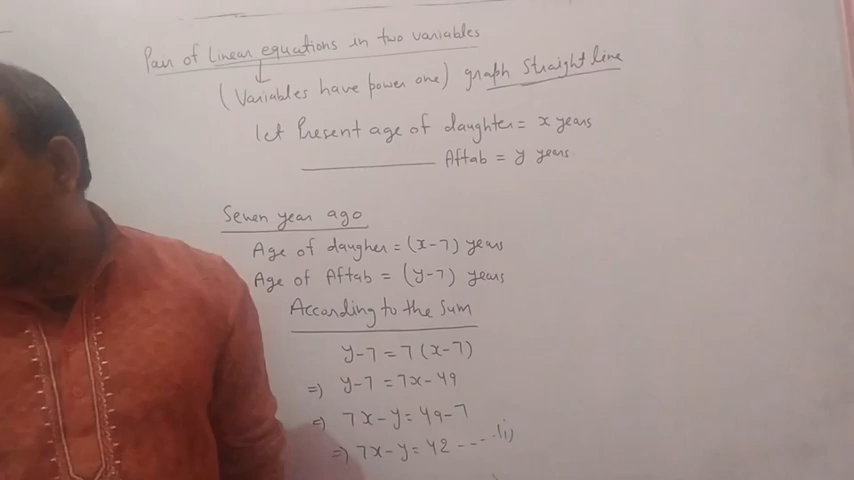 Pair of Linear equations in two variables
(Variables have power one) graph straight line
let Present age of daughter = x years
Aftab = y years
Seven year ago
Age of daugher = (x-7) years
Age of Aftab = (y-7) years
According to the sum
y-7 = 7(x-7)
=) y-7 = 7x-49
=) 7x-y = 49-7
=) 7x-y = 42 --- (i)